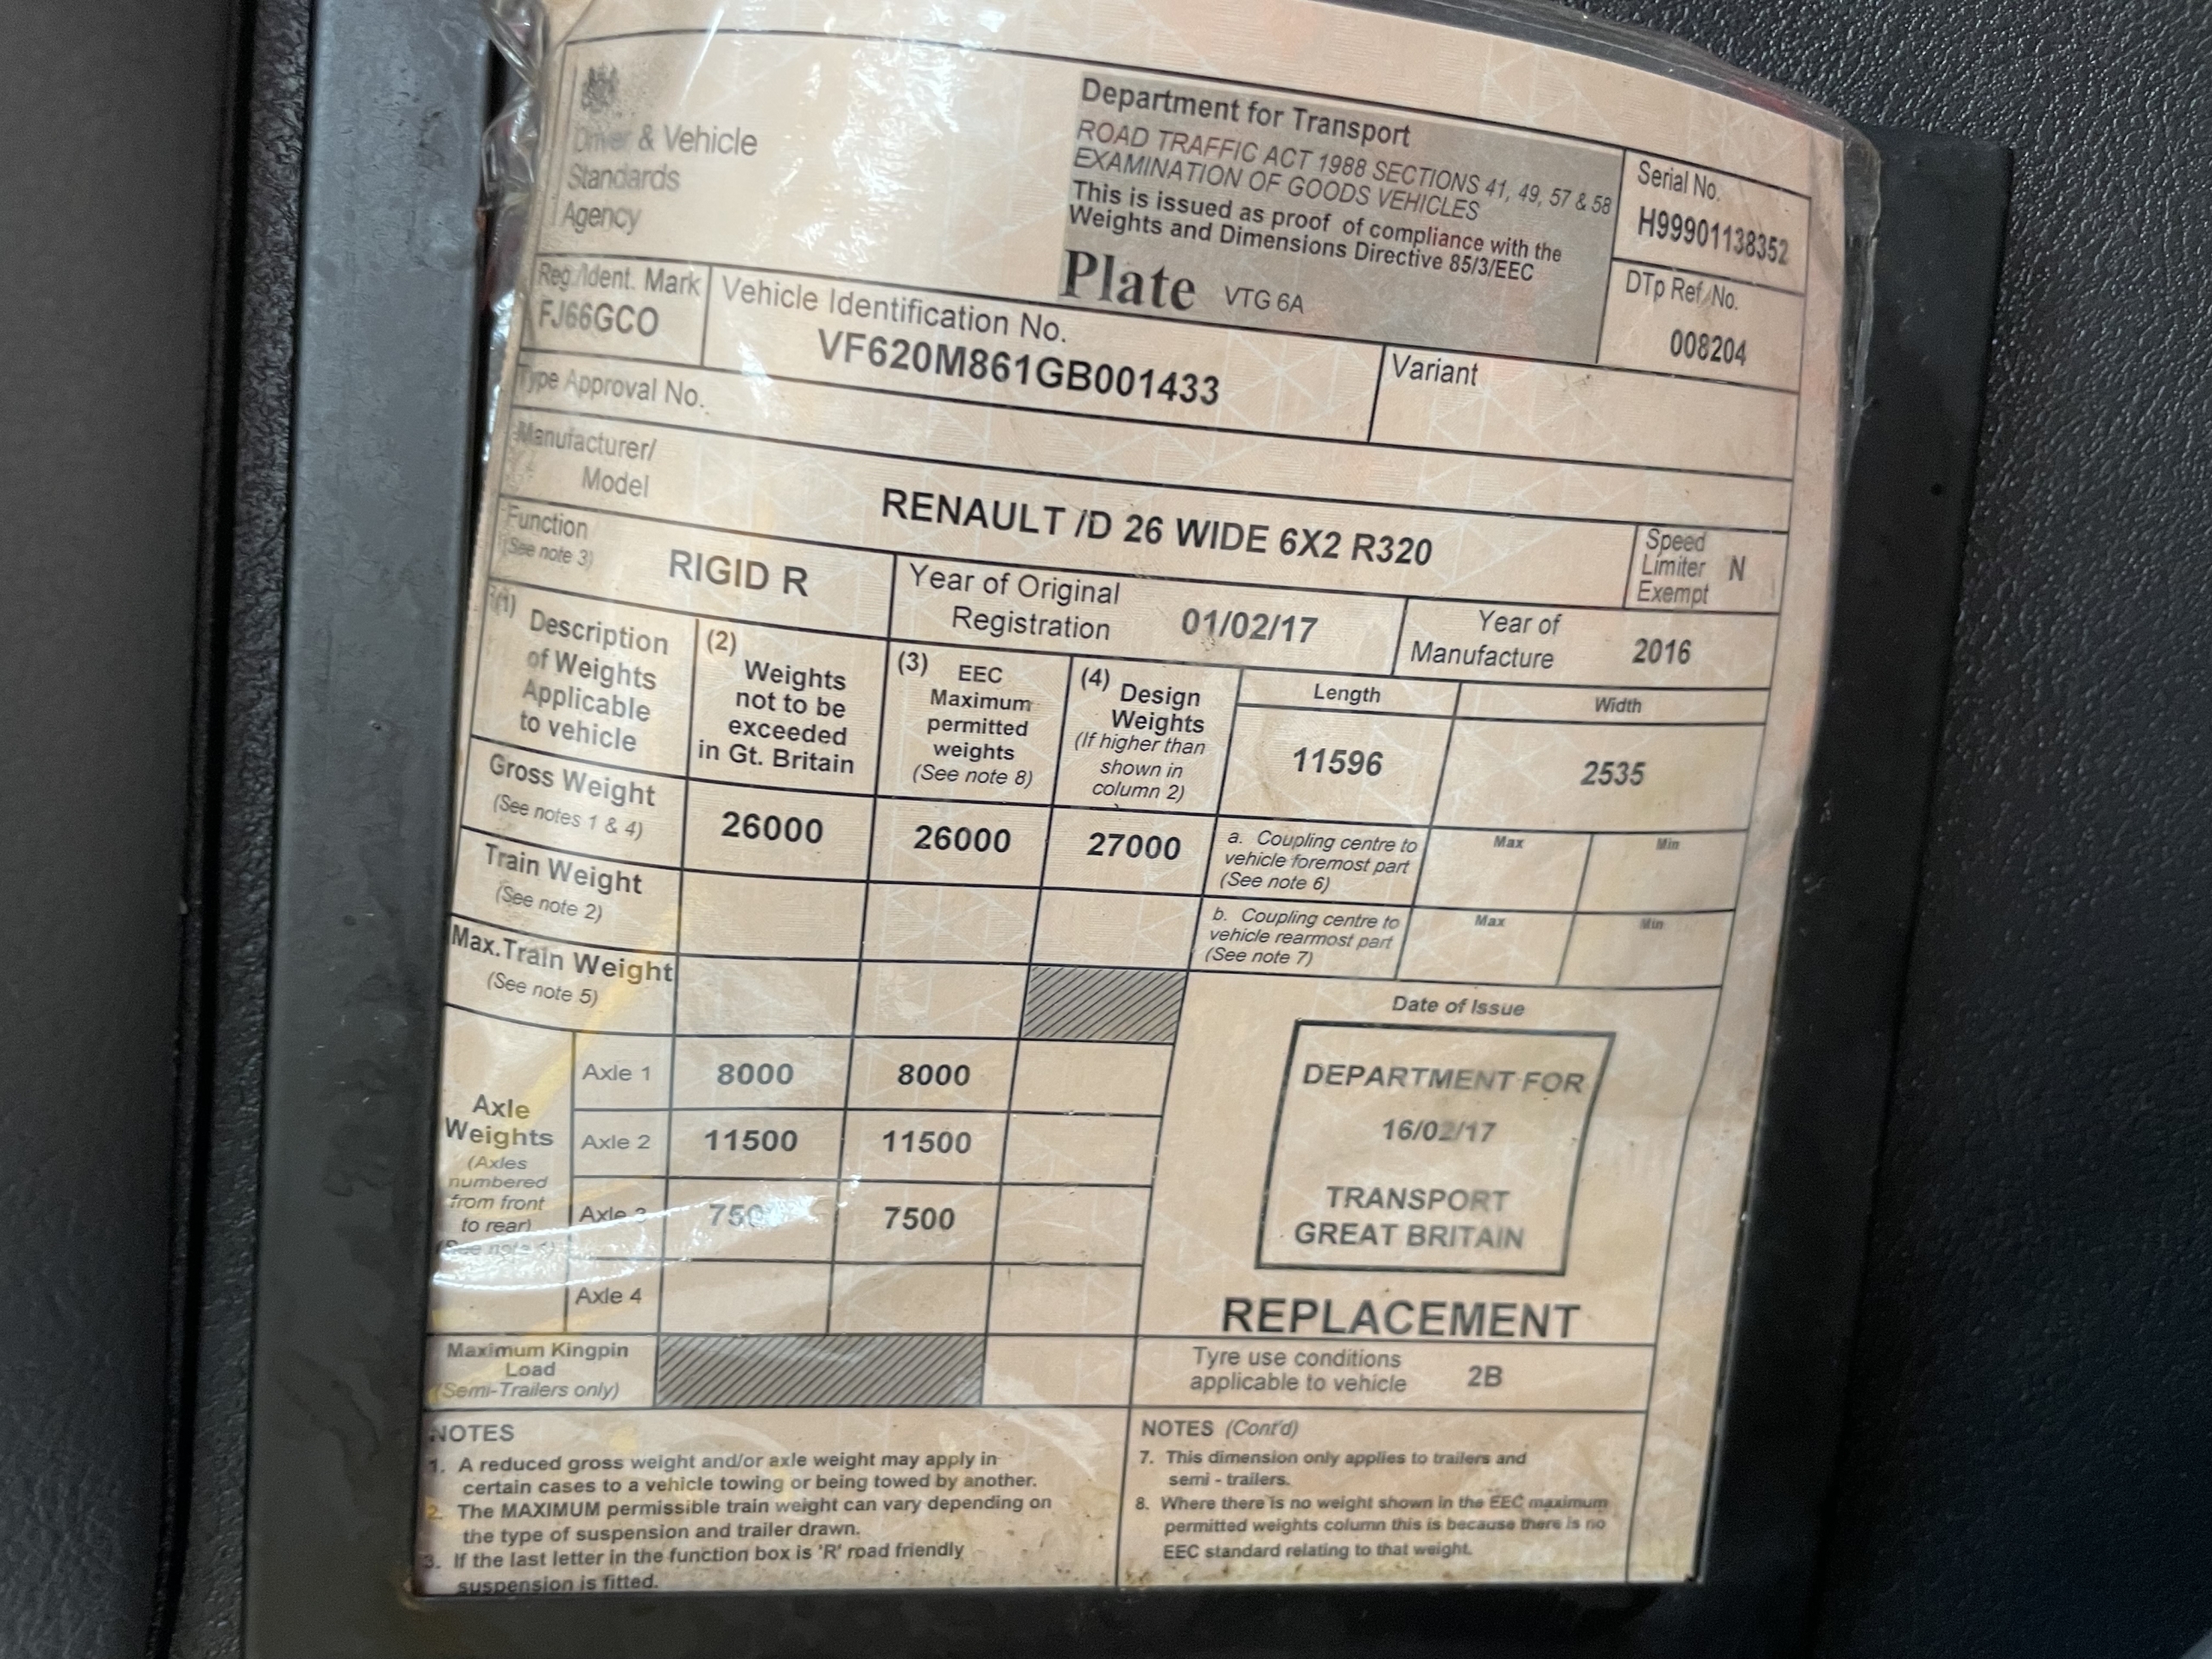 Driver & Vehicle
Standards
Agency
Department for Transport
ROAD TRAFFIC ACT 1988 SECTIONS 41, 49, 57 & 58
EXAMINATION OF GOODS VEHICLES
This is issued as proof of compliance with the
Weights and Dimensions Directive 85/3/EEC
Plate VTG 6A
Serial No.
H99901138352
DTp Ref. No.
008204
Reg./Ident. Mark
FJ66GCO
Vehicle Identification No.
VF620M861GB001433
Variant
Type Approval No.
Manufacturer/
Model
RENAULT /D 26 WIDE 6X2 R320
Speed
Limiter N
Exempt
Function
(See note 3)
RIGID R
Year of Original
Registration 01/02/17
Year of
Manufacture 2016
(1) Description
of Weights
Applicable
to vehicle
(2)
Weights
not to be
exceeded
in Gt. Britain
(3) EEC
Maximum
permitted
weights
(See note 8)
(4) Design
Weights
(If higher than
shown in
column 2)
Length
11596
Width
2535
Gross Weight
(See notes 1 & 4)
26000
26000
27000
a. Coupling centre to
vehicle foremost part
(See note 6)
Max
Min
Train Weight
(See note 2)
b. Coupling centre to
vehicle rearmost part
(See note 7)
Max
Min
Max.Train Weight
(See note 5)
Axle
Weights
(Axles
numbered
from front
to rear)
(See note 4)
Axle 1 8000 8000
Axle 2 11500 11500
Axle 3 750 7500
Axle 4
Date of Issue
DEPARTMENT FOR
16/02/17
TRANSPORT
GREAT BRITAIN
REPLACEMENT
Maximum Kingpin
Load
(Semi-Trailers only)
Tyre use conditions
applicable to vehicle 2B
NOTES
1. A reduced gross weight and/or axle weight may apply in
certain cases to a vehicle towing or being towed by another.
2. The MAXIMUM permissible train weight can vary depending on
the type of suspension and trailer drawn.
3. If the last letter in the function box is 'R' road friendly
suspension is fitted.
NOTES (Cont'd)
7. This dimension only applies to trailers and
semi - trailers.
8. Where there is no weight shown in the EEC maximum
permitted weights column this is because there is no
EEC standard relating to that weight.